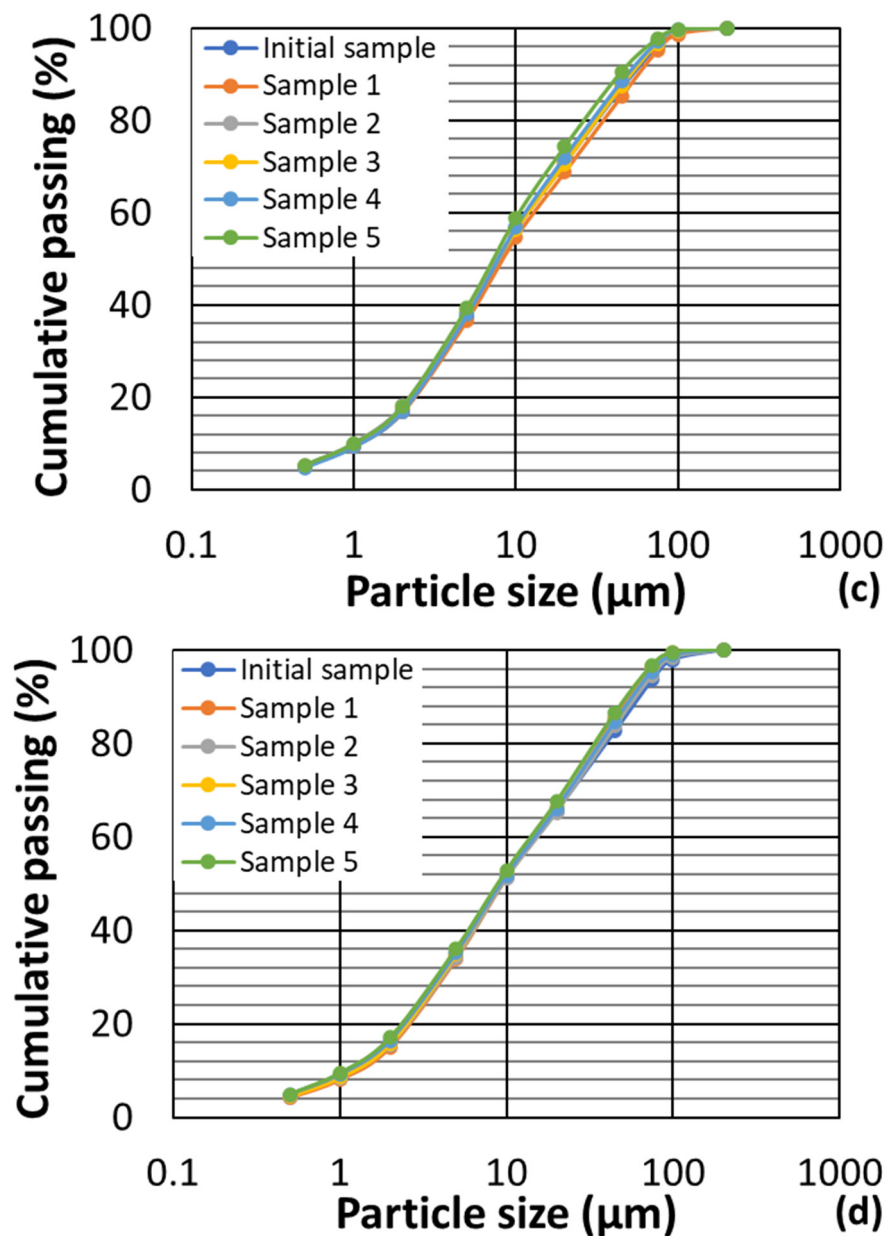 Cumulative passing (%)
100
80
60
40
20
0
Initial sample
Sample 1
Sample 2
Sample 3
Sample 4
Sample 5
0.1 1 10 100 1000
Particle size (μm) (c)
Cumulative passing (%)
100
80
60
40
20
0
Initial sample
Sample 1
Sample 2
Sample 3
Sample 4
Sample 5
0.1 1 10 100 1000
Particle size (μm) (d)